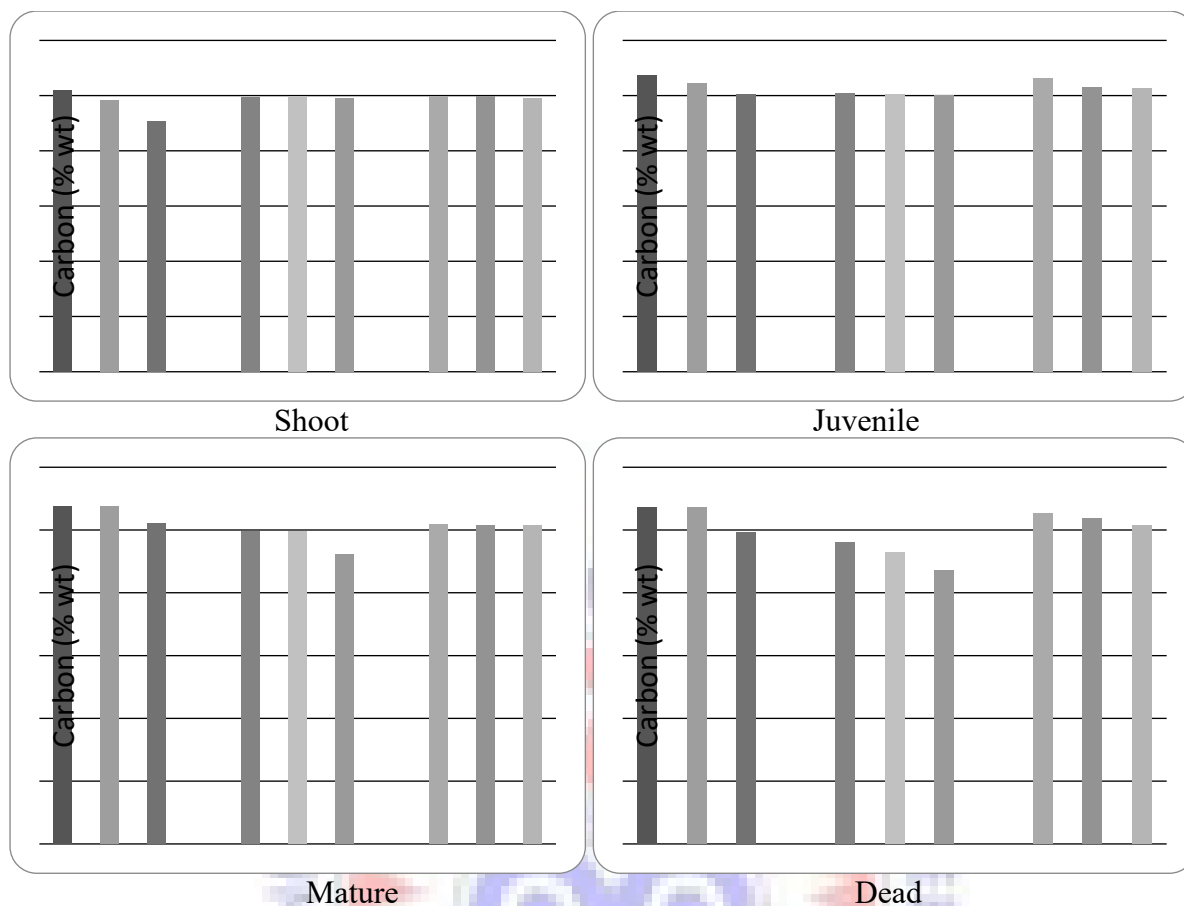 Carbon (% wt)
Carbon (% wt)
Shoot
Juvenile
Carbon (% wt)
Carbon (% wt)
Mature
Dead